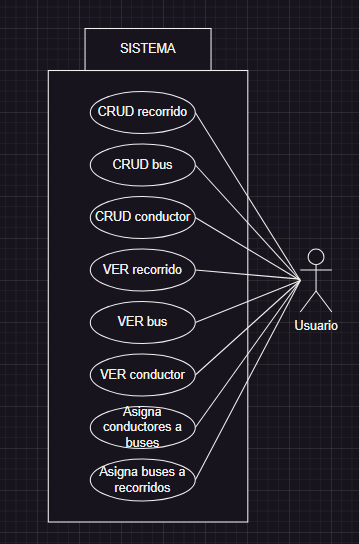 SISTEMA
CRUD recorrido
CRUD bus
CRUD conductor
VER recorrido
VER bus
VER conductor
Asigna
conductores a
buses
Asigna buses a
recorridos
Usuario